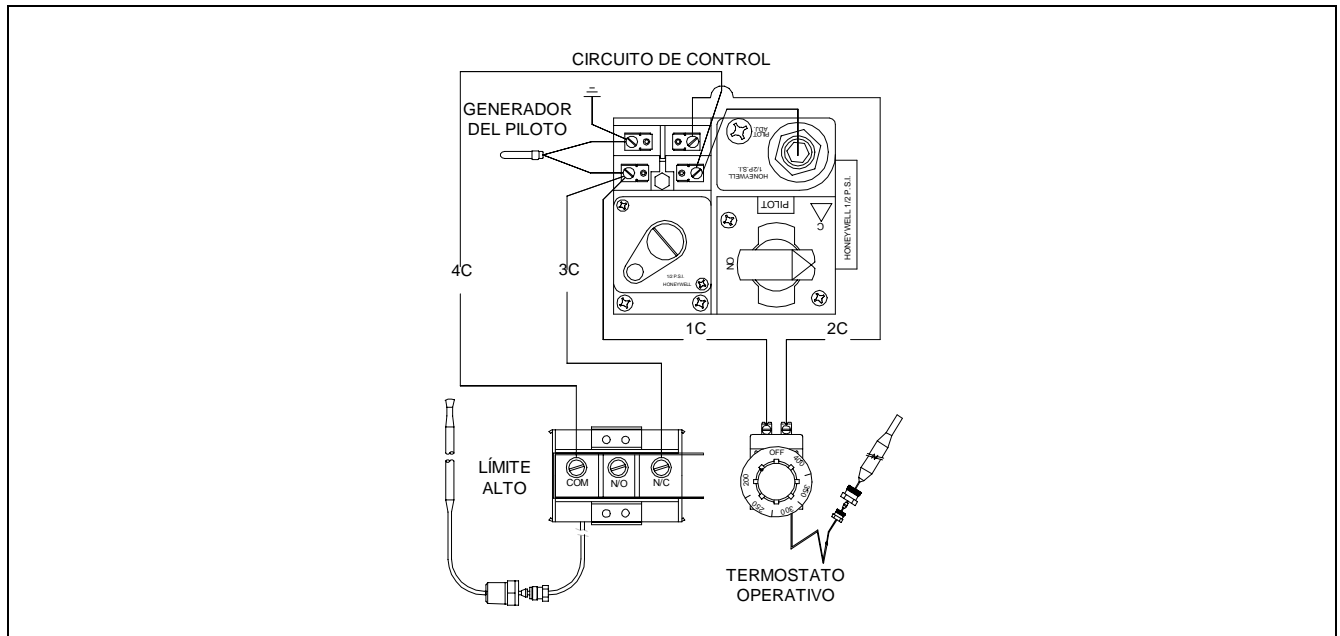 CIRCUITO DE CONTROL
GENERADOR
DEL PILOTO
PILOT
ADJ.
HONEYWELL
1/2 P.S.I.
PILOT
C
HONEYWELL 1/2 P.S.I.
ON
1/2 P.S.I.
HONEYWELL
4C
3C
1C
2C
LÍMITE
ALTO
COM
N/O
N/C
OFF
400
350
300
250
200
TERMOSTATO
OPERATIVO